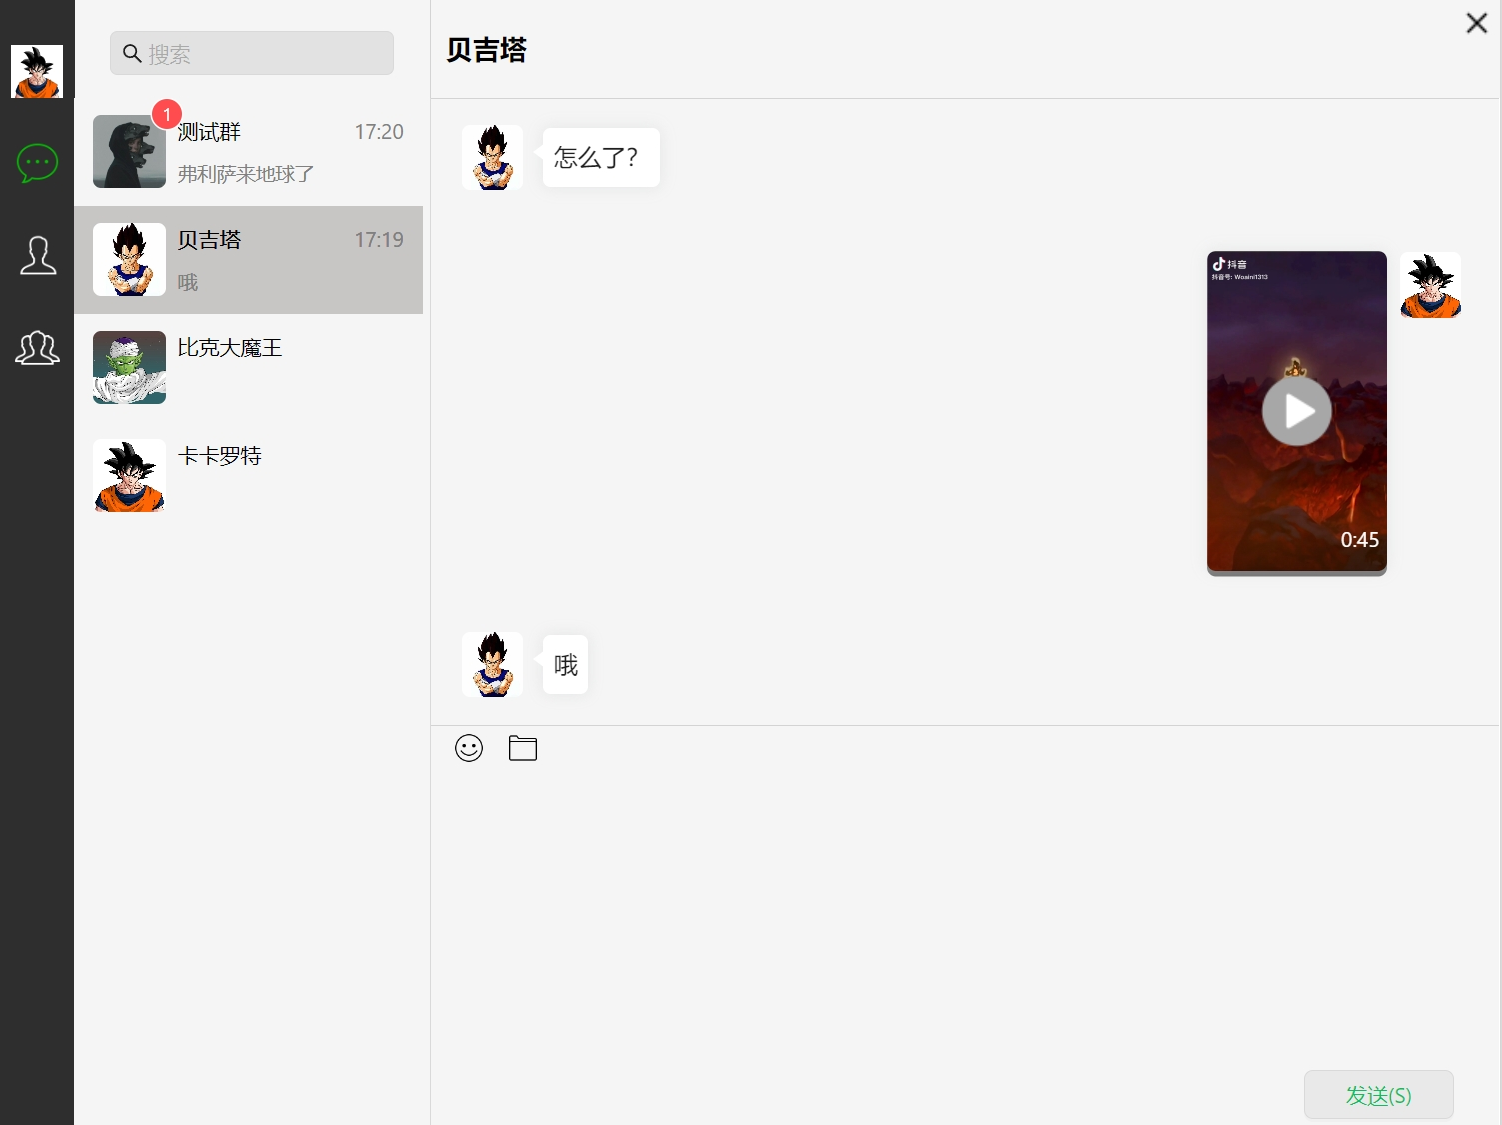 搜索
1
测试群 17:20
弗利萨来地球了
贝吉塔 17:19
哦
比克大魔王
卡卡罗特
贝吉塔
怎么了?
抖音
抖音号: Woaini1313
0:45
哦
发送(S)